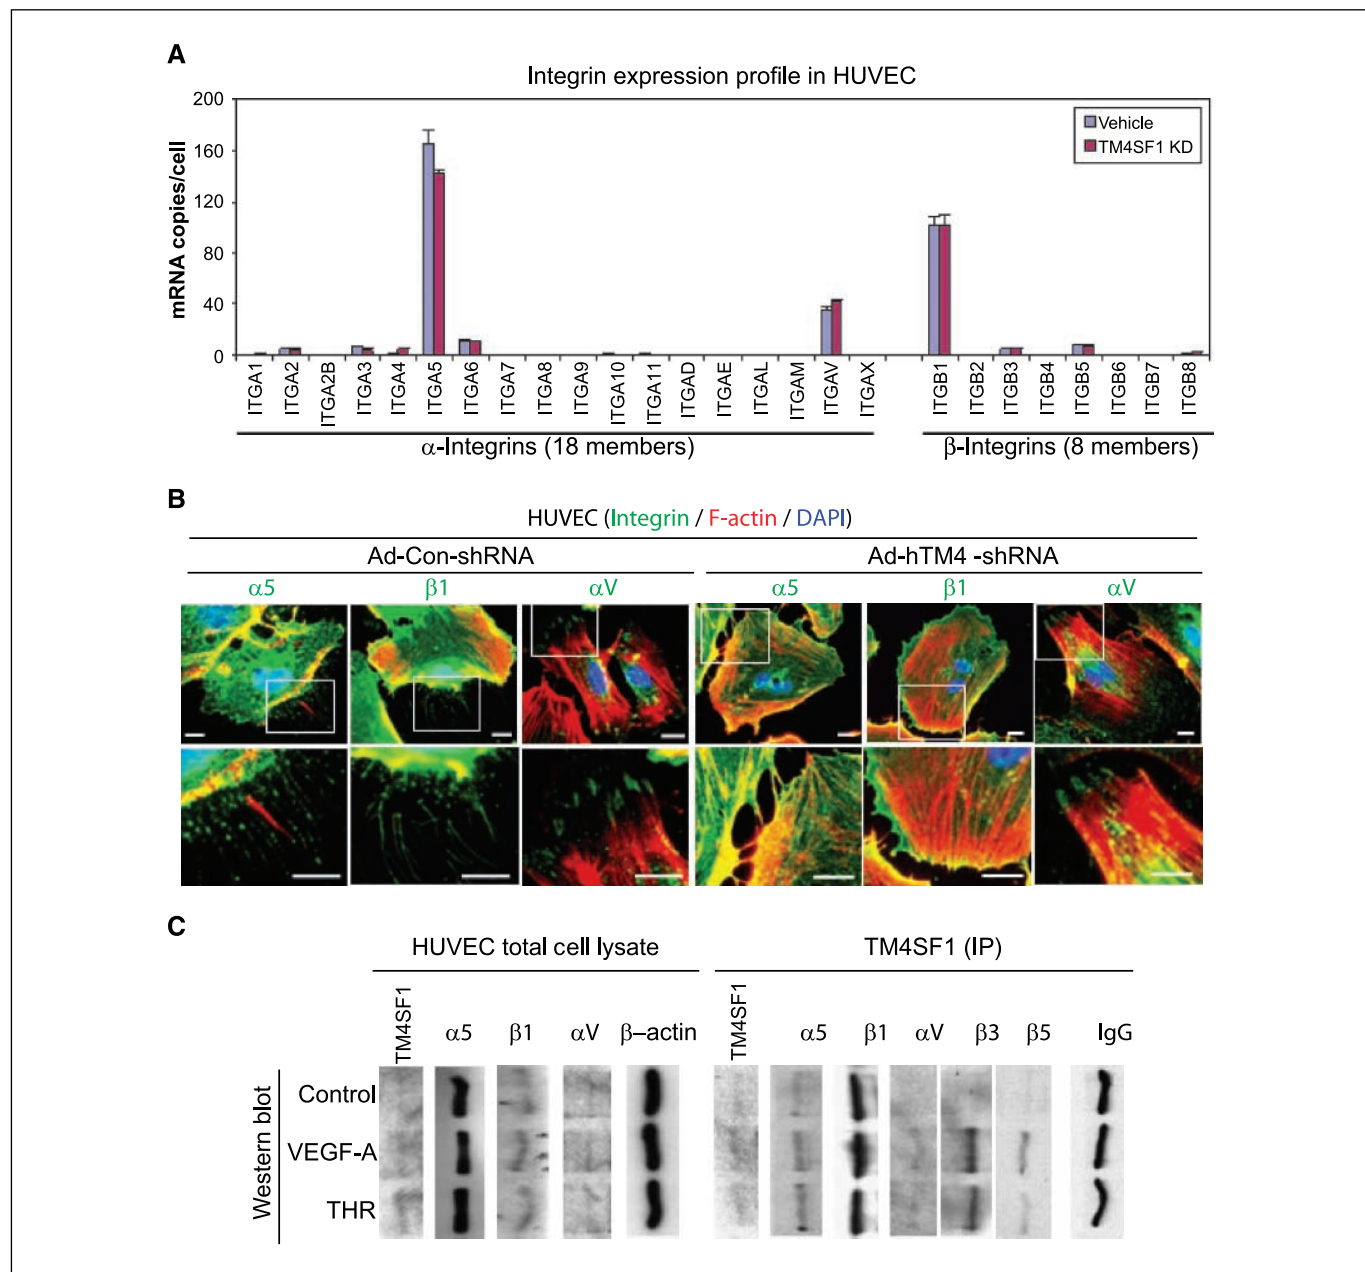 A
Integrin expression profile in HUVEC
mRNA copies/cell
200
160
120
80
40
0
Vehicle
TM4SF1 KD
ITGA1 ITGA2 ITGA2B ITGA3 ITGA4 ITGA5 ITGA6 ITGA7 ITGA8 ITGA9 ITGA10 ITGA11 ITGAD ITGAE ITGAL ITGAM ITGAV ITGAX ITGB1 ITGB2 ITGB3 ITGB4 ITGB5 ITGB6 ITGB7 ITGB8
α-Integrins (18 members) β-Integrins (8 members)
B
HUVEC (Integrin / F-actin / DAPI)
Ad-Con-shRNA Ad-hTM4 -shRNA
α5 β1 αV α5 β1 αV
C
HUVEC total cell lysate TM4SF1 (IP)
TM4SF1 α5 β1 αV β–actin TM4SF1 α5 β1 αV β3 β5 IgG
Western blot
Control
VEGF-A
THR